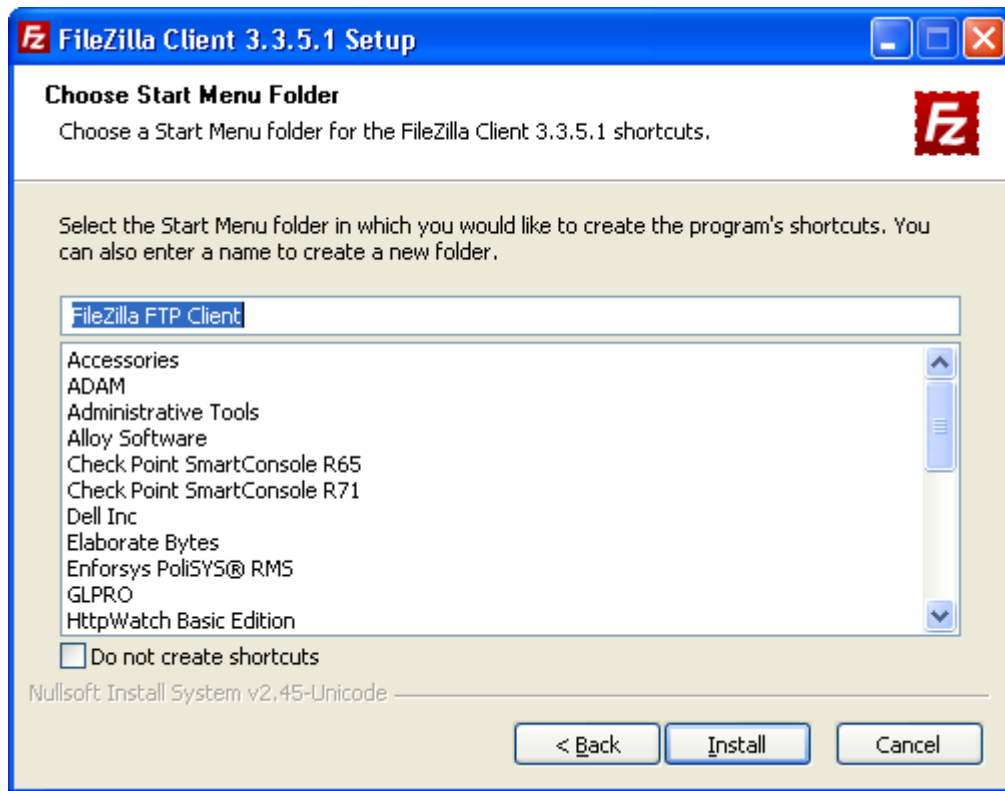 FileZilla Client 3.3.5.1 Setup
Choose Start Menu Folder
Choose a Start Menu folder for the FileZilla Client 3.3.5.1 shortcuts.
Fz
Select the Start Menu folder in which you would like to create the program's shortcuts. You
can also enter a name to create a new folder.
FileZilla FTP Client
Accessories
ADAM
Administrative Tools
Alloy Software
Check Point SmartConsole R65
Check Point SmartConsole R71
Dell Inc
Elaborate Bytes
Enforsys PoliSYS® RMS
GLPRO
HttpWatch Basic Edition
Do not create shortcuts
Nullsoft Install System v2.45-Unicode
< Back
Install
Cancel